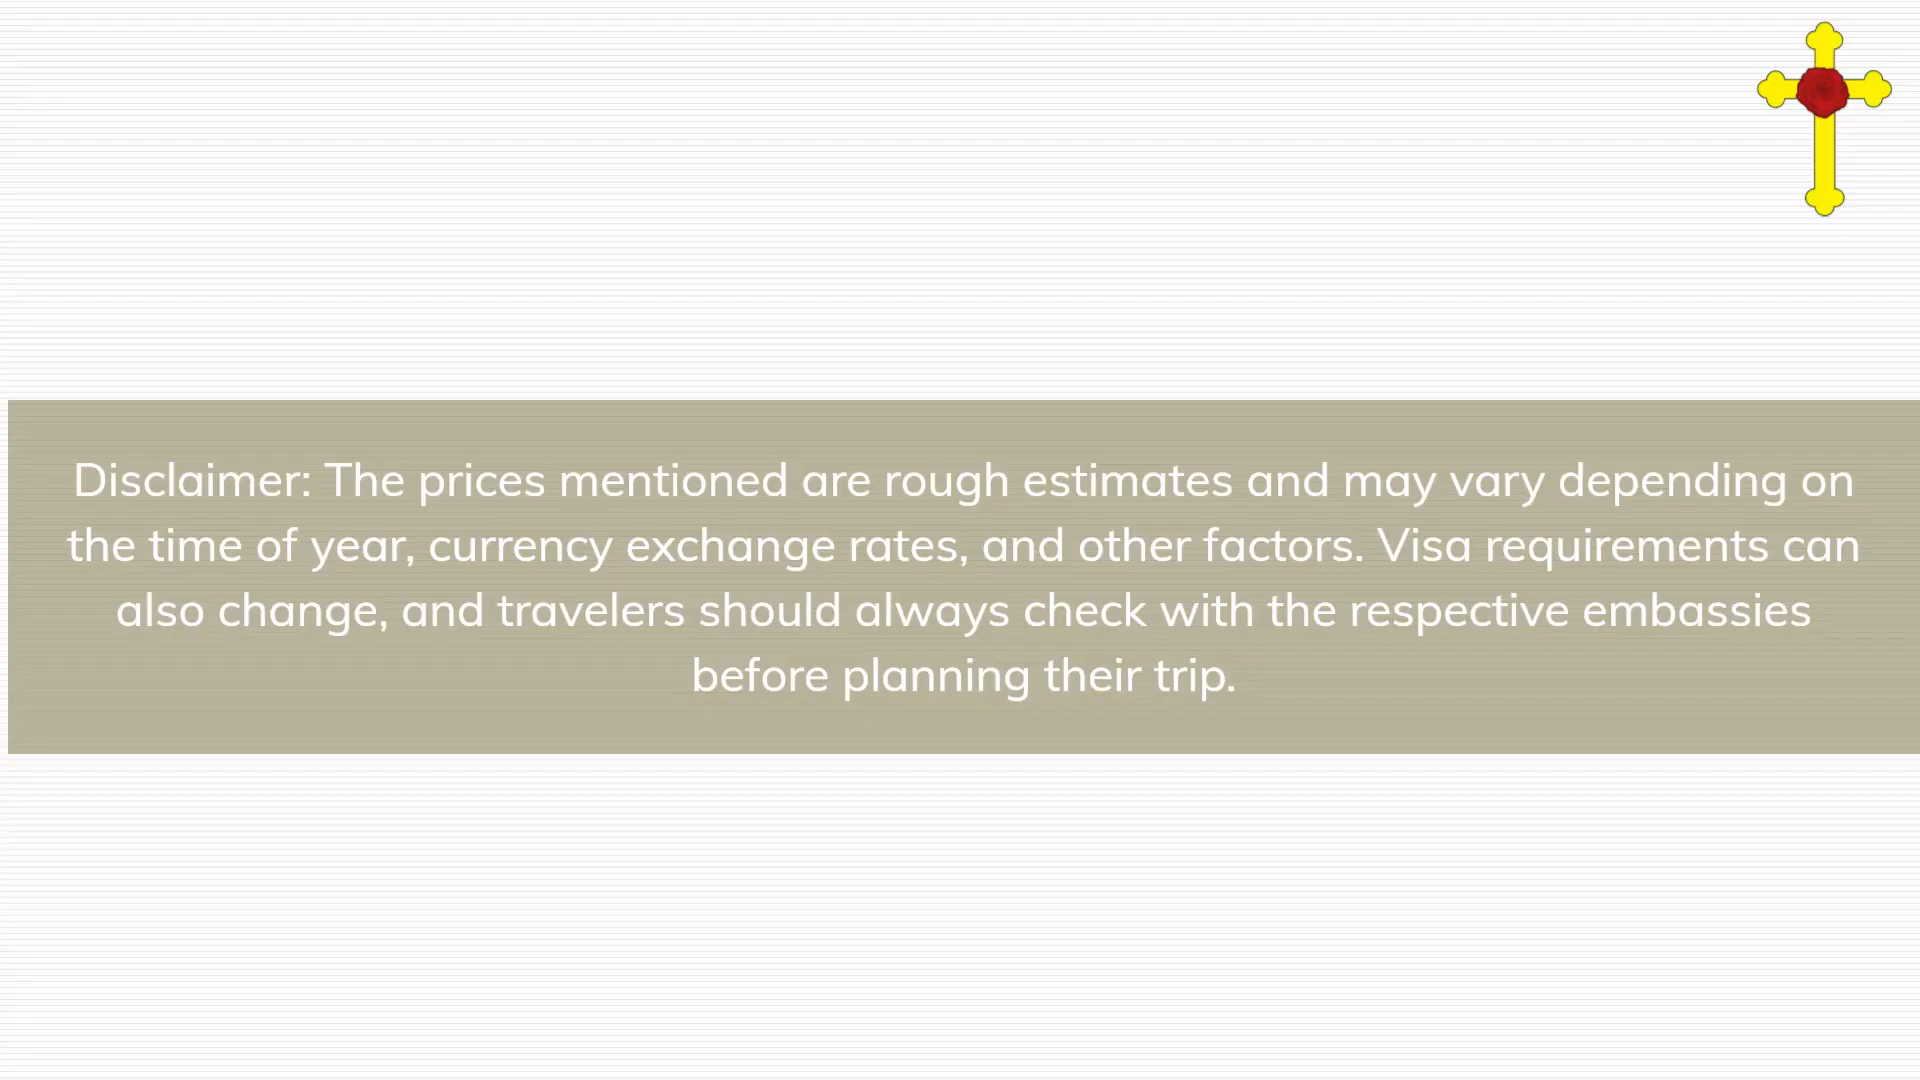 Disclaimer: The prices mentioned are rough estimates and may vary depending on
the time of year, currency exchange rates, and other factors. Visa requirements can
also change, and travelers should always check with the respective embassies
before planning their trip.